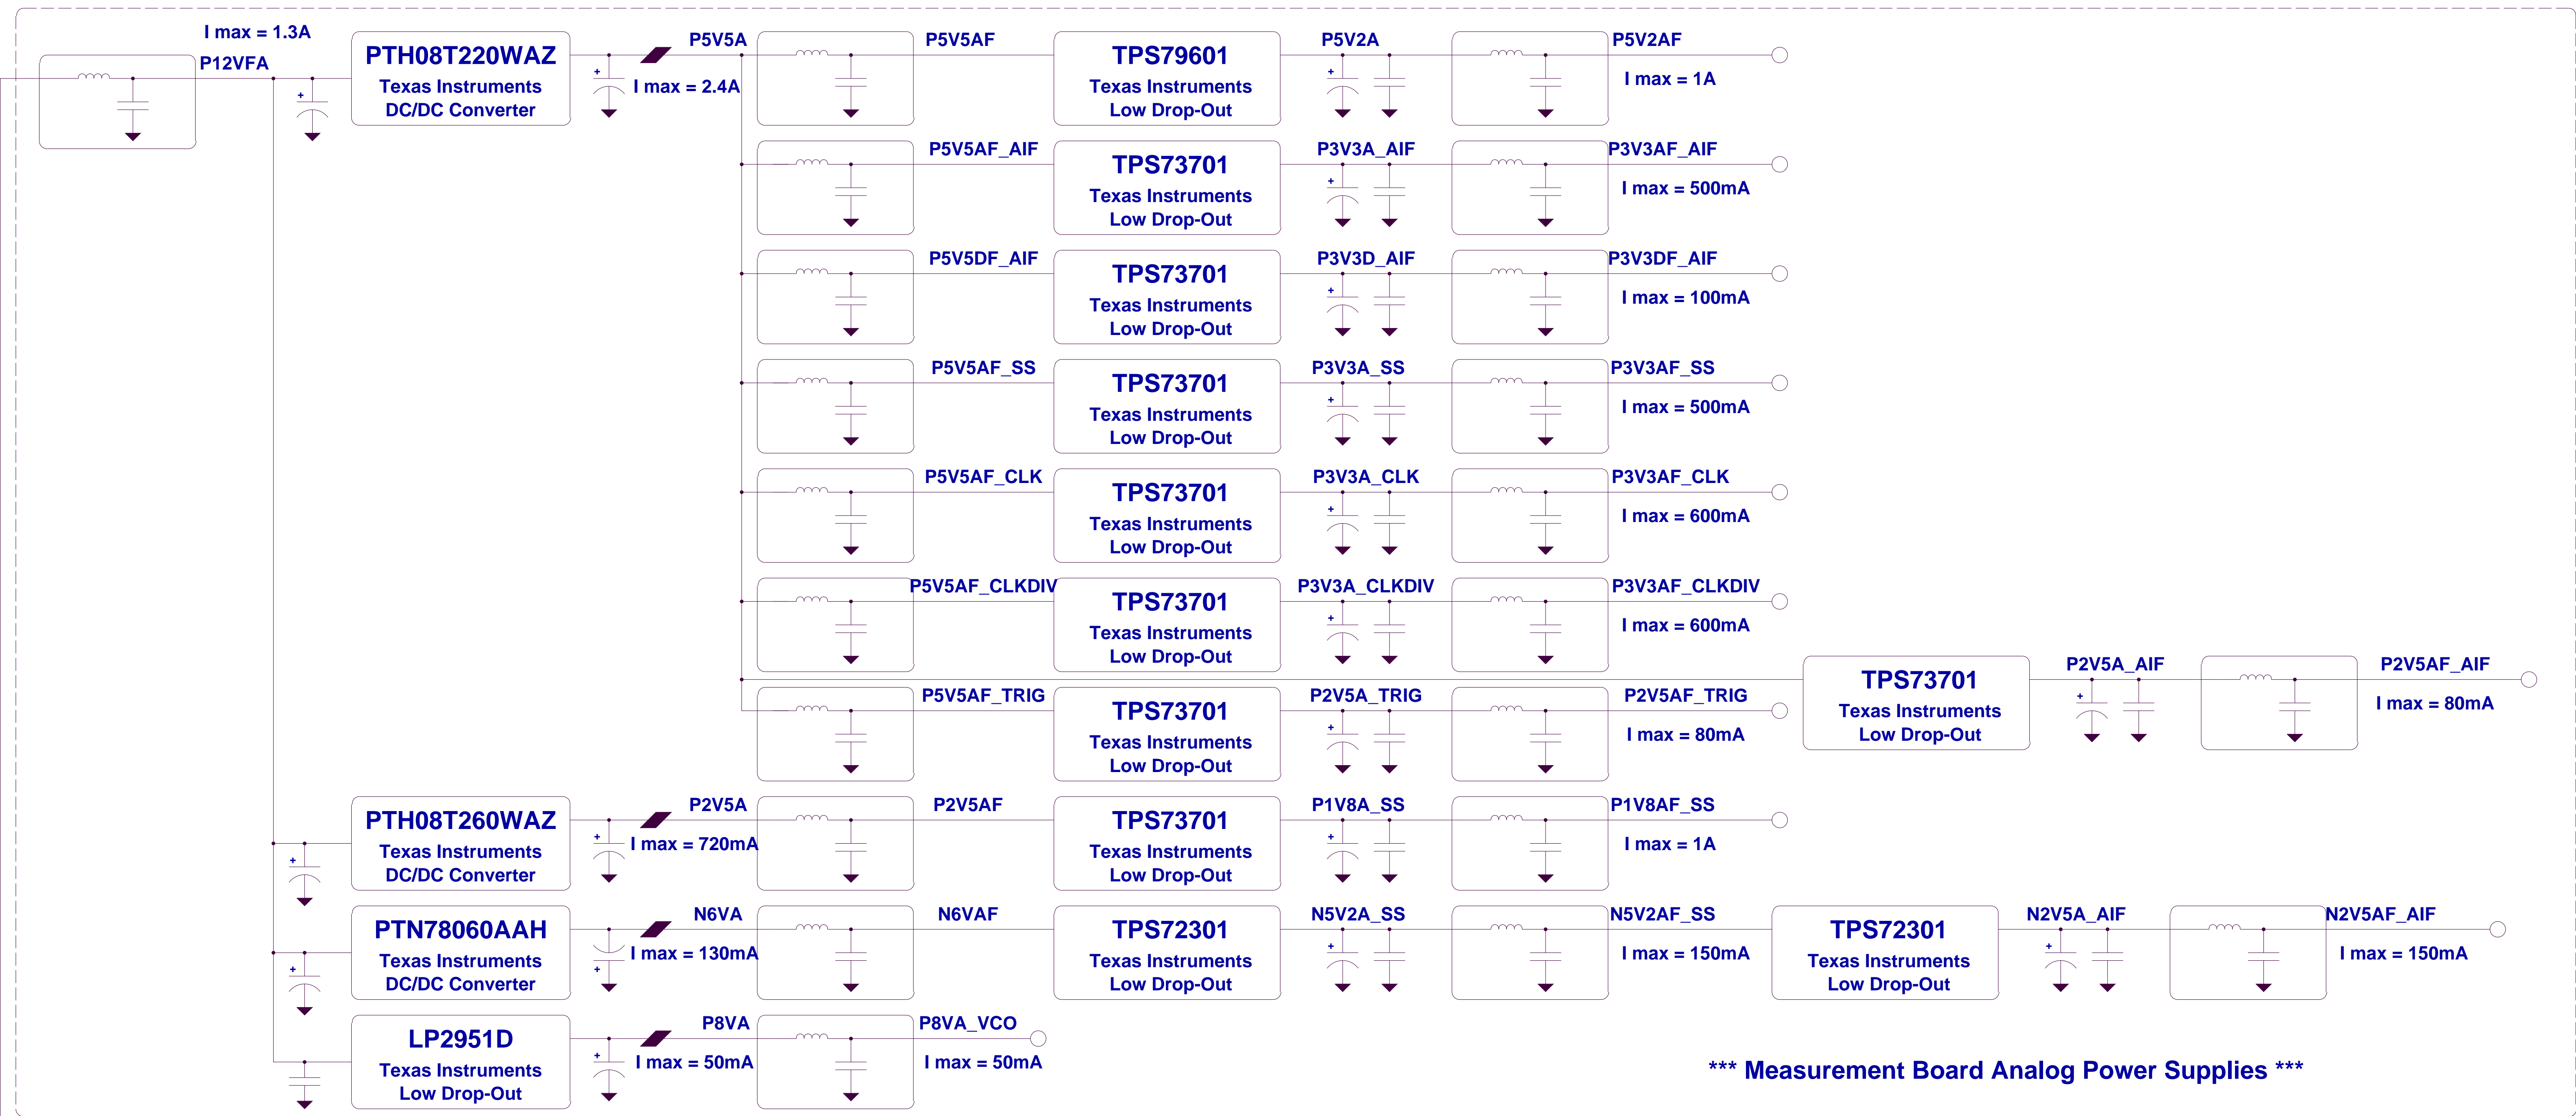 I max = 1.3A
P12VFA
PTH08T220WAZ
Texas Instruments
DC/DC Converter
+
+
I max = 2.4A
P5V5A
P5V5AF
TPS79601
Texas Instruments
Low Drop-Out
P5V2A
+
P5V2AF
I max = 1A
P5V5AF_AIF
TPS73701
Texas Instruments
Low Drop-Out
P3V3A_AIF
+
P3V3AF_AIF
I max = 500mA
P5V5DF_AIF
TPS73701
Texas Instruments
Low Drop-Out
P3V3D_AIF
+
P3V3DF_AIF
I max = 100mA
P5V5AF_SS
TPS73701
Texas Instruments
Low Drop-Out
P3V3A_SS
+
P3V3AF_SS
I max = 500mA
P5V5AF_CLK
TPS73701
Texas Instruments
Low Drop-Out
P3V3A_CLK
+
P3V3AF_CLK
I max = 600mA
P5V5AF_CLKDIV
TPS73701
Texas Instruments
Low Drop-Out
P3V3A_CLKDIV
+
P3V3AF_CLKDIV
I max = 600mA
TPS73701
Texas Instruments
Low Drop-Out
P2V5A_AIF
+
P2V5AF_AIF
I max = 80mA
P5V5AF_TRIG
TPS73701
Texas Instruments
Low Drop-Out
P2V5A_TRIG
+
P2V5AF_TRIG
I max = 80mA
+
PTH08T260WAZ
Texas Instruments
DC/DC Converter
+
P2V5A
I max = 720mA
P2V5AF
TPS73701
Texas Instruments
Low Drop-Out
P1V8A_SS
+
P1V8AF_SS
I max = 1A
+
PTN78060AAH
Texas Instruments
DC/DC Converter
+
N6VA
I max = 130mA
N6VAF
TPS72301
Texas Instruments
Low Drop-Out
N5V2A_SS
+
N5V2AF_SS
I max = 150mA
TPS72301
Texas Instruments
Low Drop-Out
N2V5A_AIF
+
N2V5AF_AIF
I max = 150mA
LP2951D
Texas Instruments
Low Drop-Out
+
P8VA
I max = 50mA
P8VA_VCO
I max = 50mA
*** Measurement Board Analog Power Supplies ***